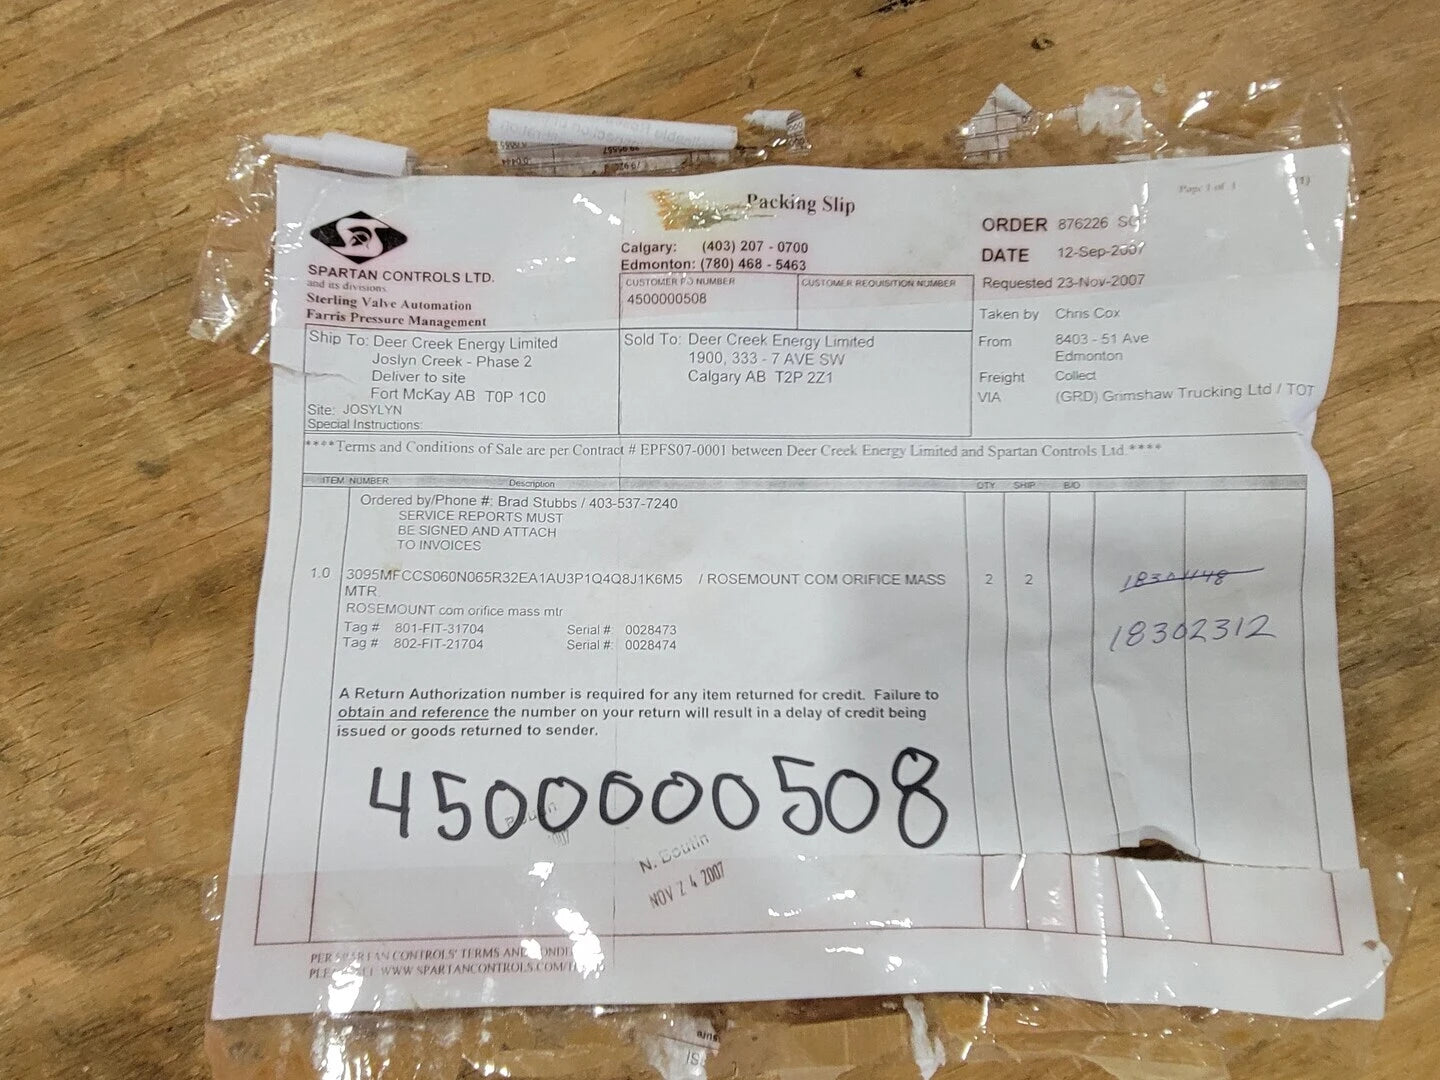 Packing Slip
Page 1 of 1 (1)
SPARTAN CONTROLS LTD.
and its divisions
Sterling Valve Automation
Farris Pressure Management
Calgary: (403) 207 - 0700
Edmonton: (780) 468 - 5463
CUSTOMER PO NUMBER
4500000508
CUSTOMER REQUISITION NUMBER
ORDER 876226
DATE 12-Sep-2007
Requested 23-Nov-2007
Taken by Chris Cox
From 8403 - 51 Ave
Edmonton
Freight Collect
VIA (GRD) Grimshaw Trucking Ltd / TOT
Ship To: Deer Creek Energy Limited
Joslyn Creek - Phase 2
Deliver to site
Fort McKay AB T0P 1C0
Site: JOSYLYN
Special Instructions:
Sold To: Deer Creek Energy Limited
1900, 333 - 7 AVE SW
Calgary AB T2P 2Z1
****Terms and Conditions of Sale are per Contract # EPFS07-0001 between Deer Creek Energy Limited and Spartan Controls Ltd ****
ITEM NUMBER Description QTY SHIP B/O
Ordered by/Phone #: Brad Stubbs / 403-537-7240
SERVICE REPORTS MUST
BE SIGNED AND ATTACH
TO INVOICES
1.0 3095MFCCS060N065R32EA1AU3P1Q4Q8J1K6M5 / ROSEMOUNT COM ORIFICE MASS 2 2
MTR.
ROSEMOUNT com orifice mass mtr
Tag # 801-FIT-31704 Serial #: 0028473
Tag # 802-FIT-21704 Serial #: 0028474
18302312
A Return Authorization number is required for any item returned for credit. Failure to
obtain and reference the number on your return will result in a delay of credit being
issued or goods returned to sender.
4500000508
N. Boutin
NOV 24 2007
PER SPARTAN CONTROLS' TERMS AND
WWW.SPARTANCONTROLS.COM